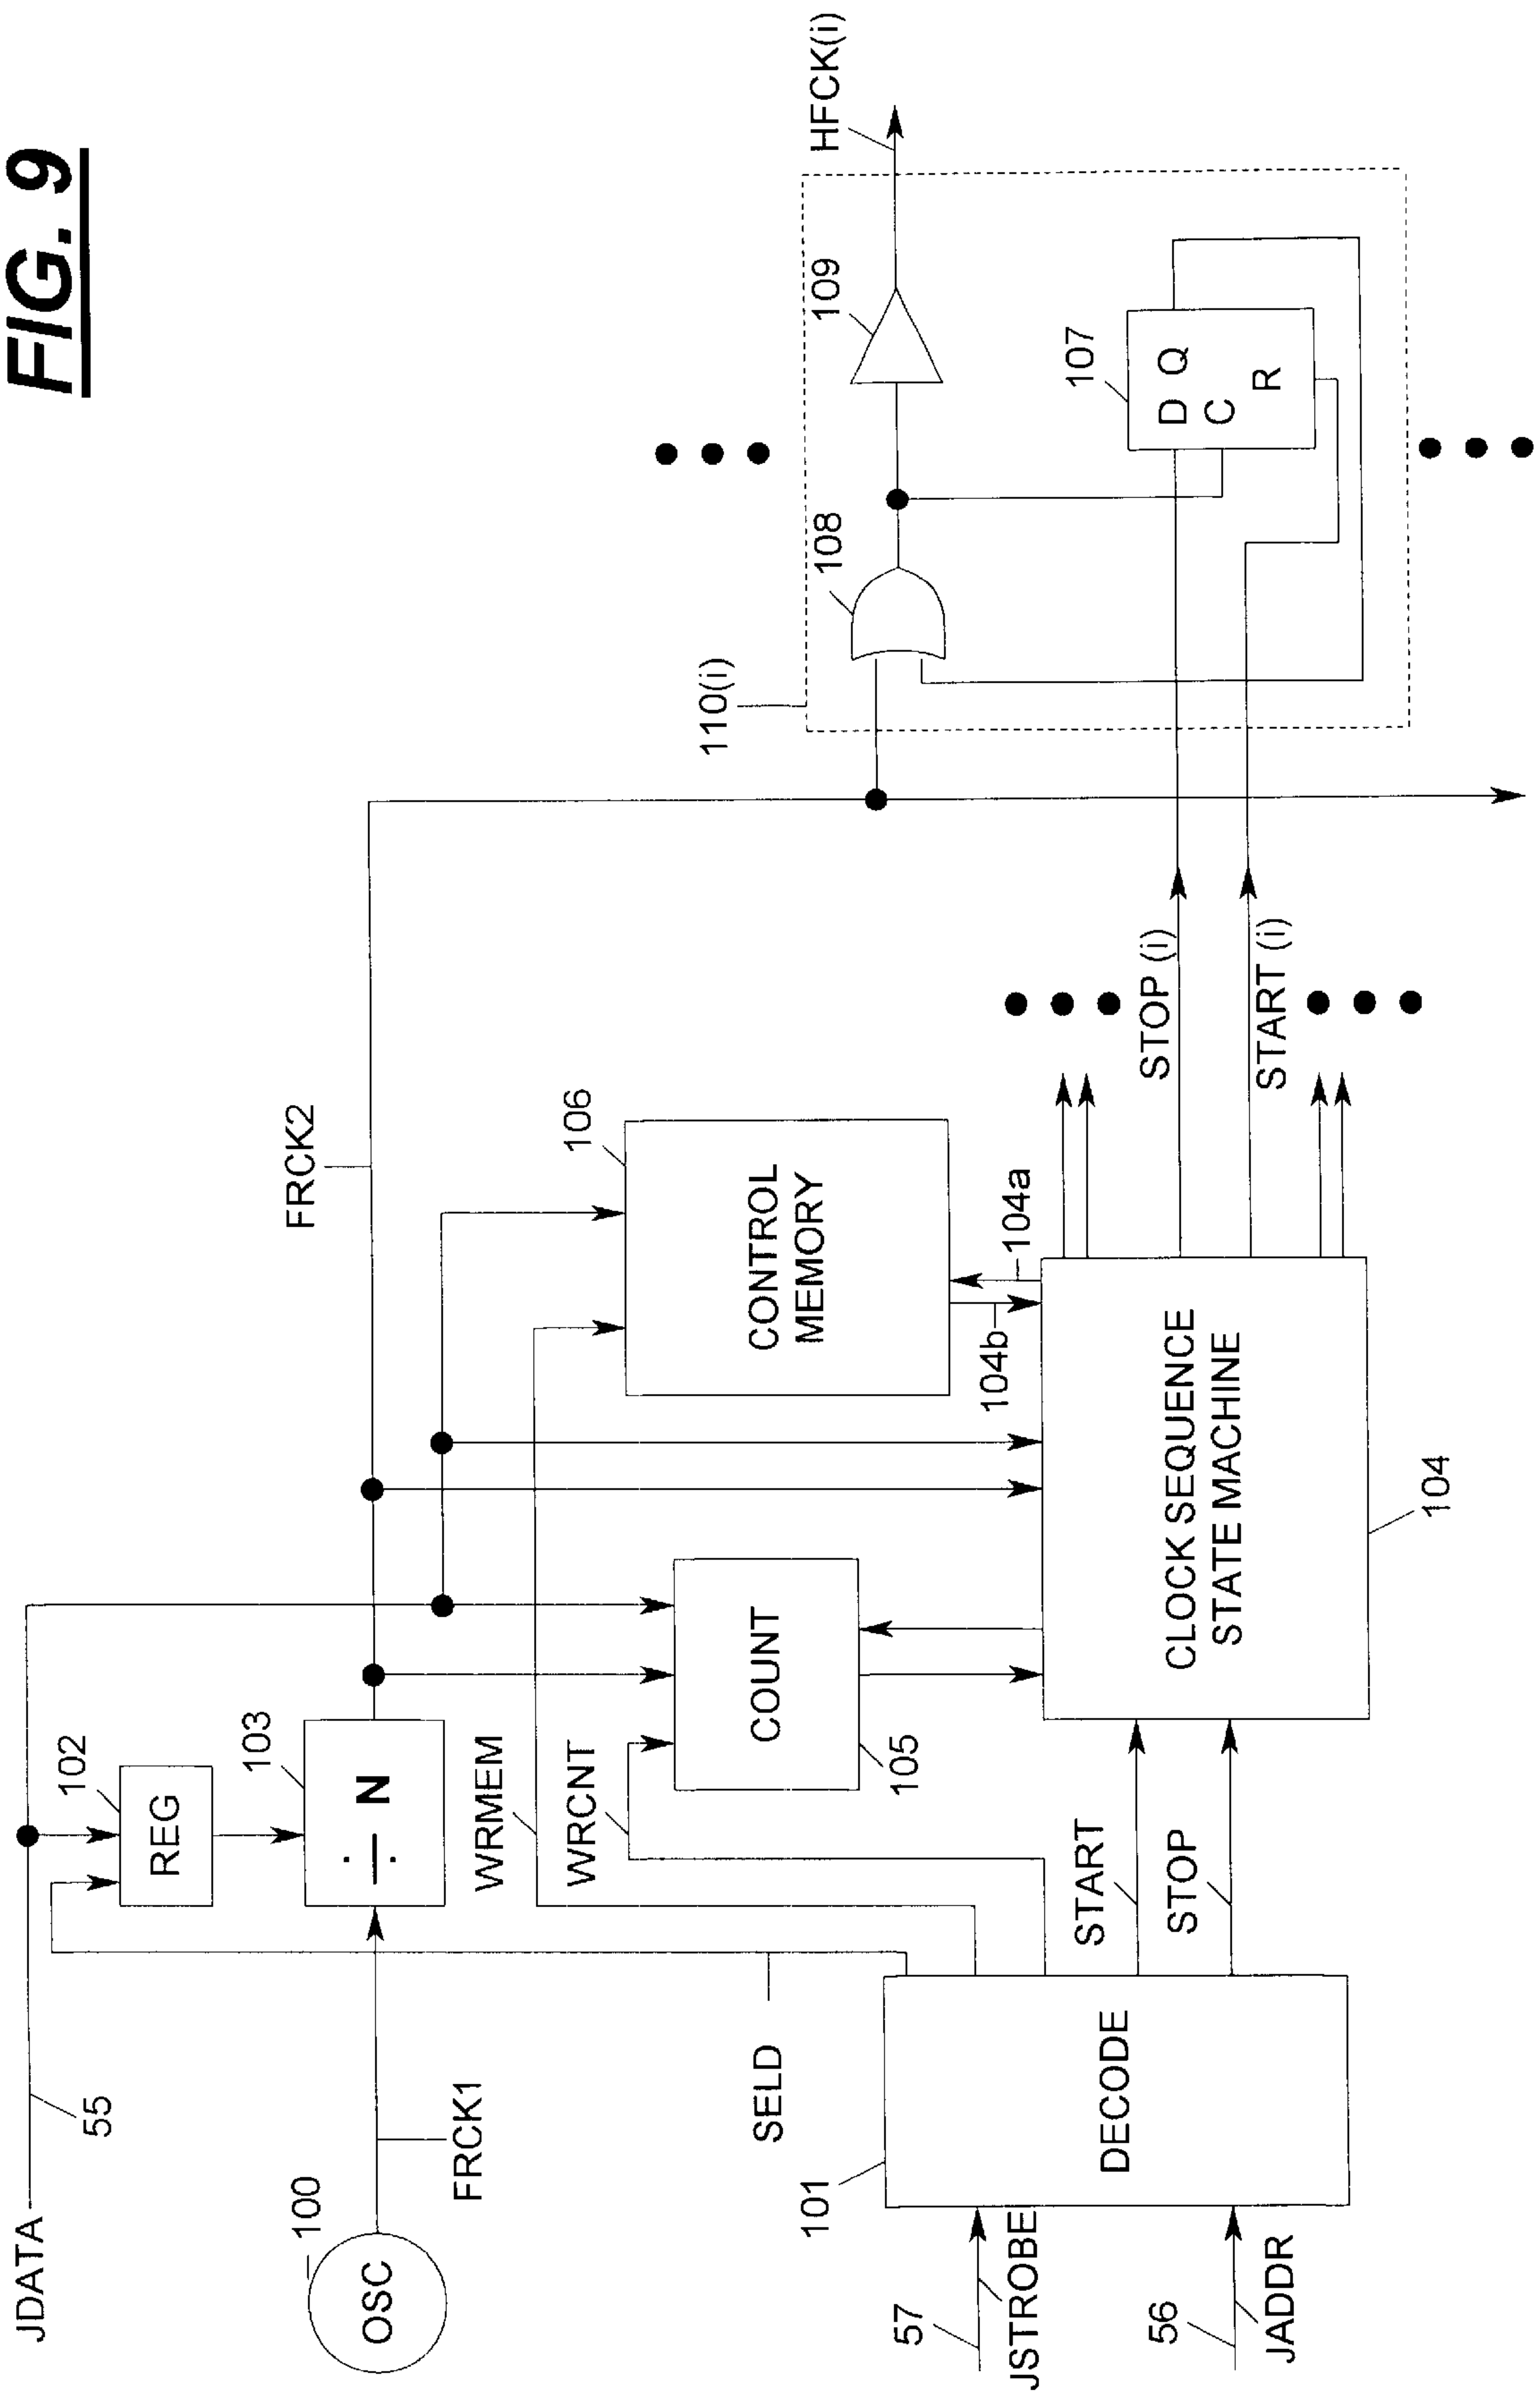 FIG. 9
JDATA
55
102
REG
100
OSC
FRCK1
103
÷ N
FRCK2
WRMEM
WRCNT
SELD
COUNT
105
106
CONTROL
MEMORY
104a
104b
101
DECODE
57
JSTROBE
56
JADDR
START
STOP
CLOCK SEQUENCE
STATE MACHINE
104
STOP (i)
START (i)
110(i)
108
109
HFCK(i)
107
D Q
C
R